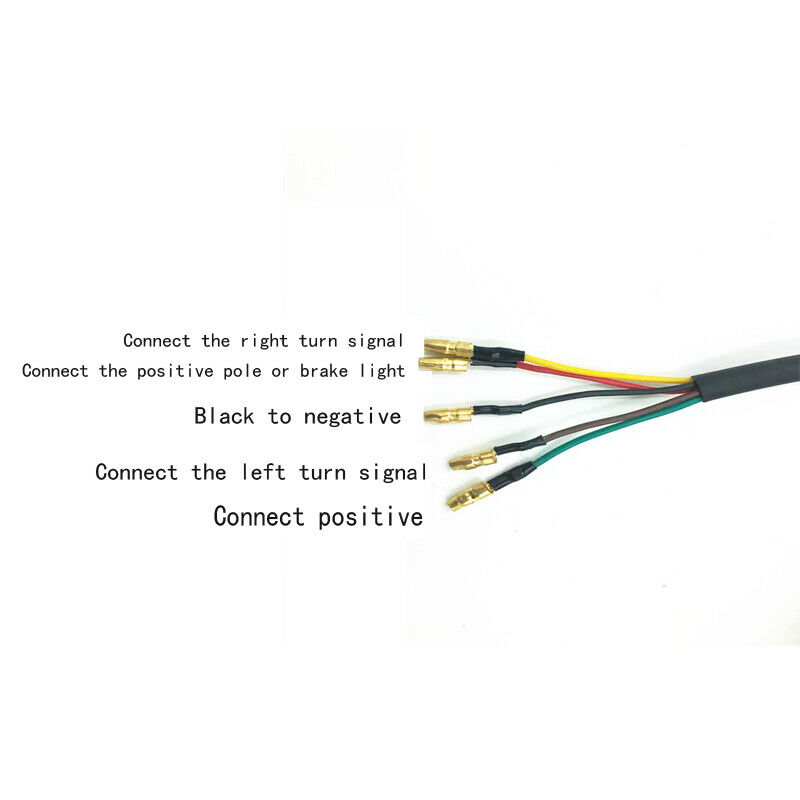 Connect the right turn signal
Connect the positive pole or brake light
Black to negative
Connect the left turn signal
Connect positive